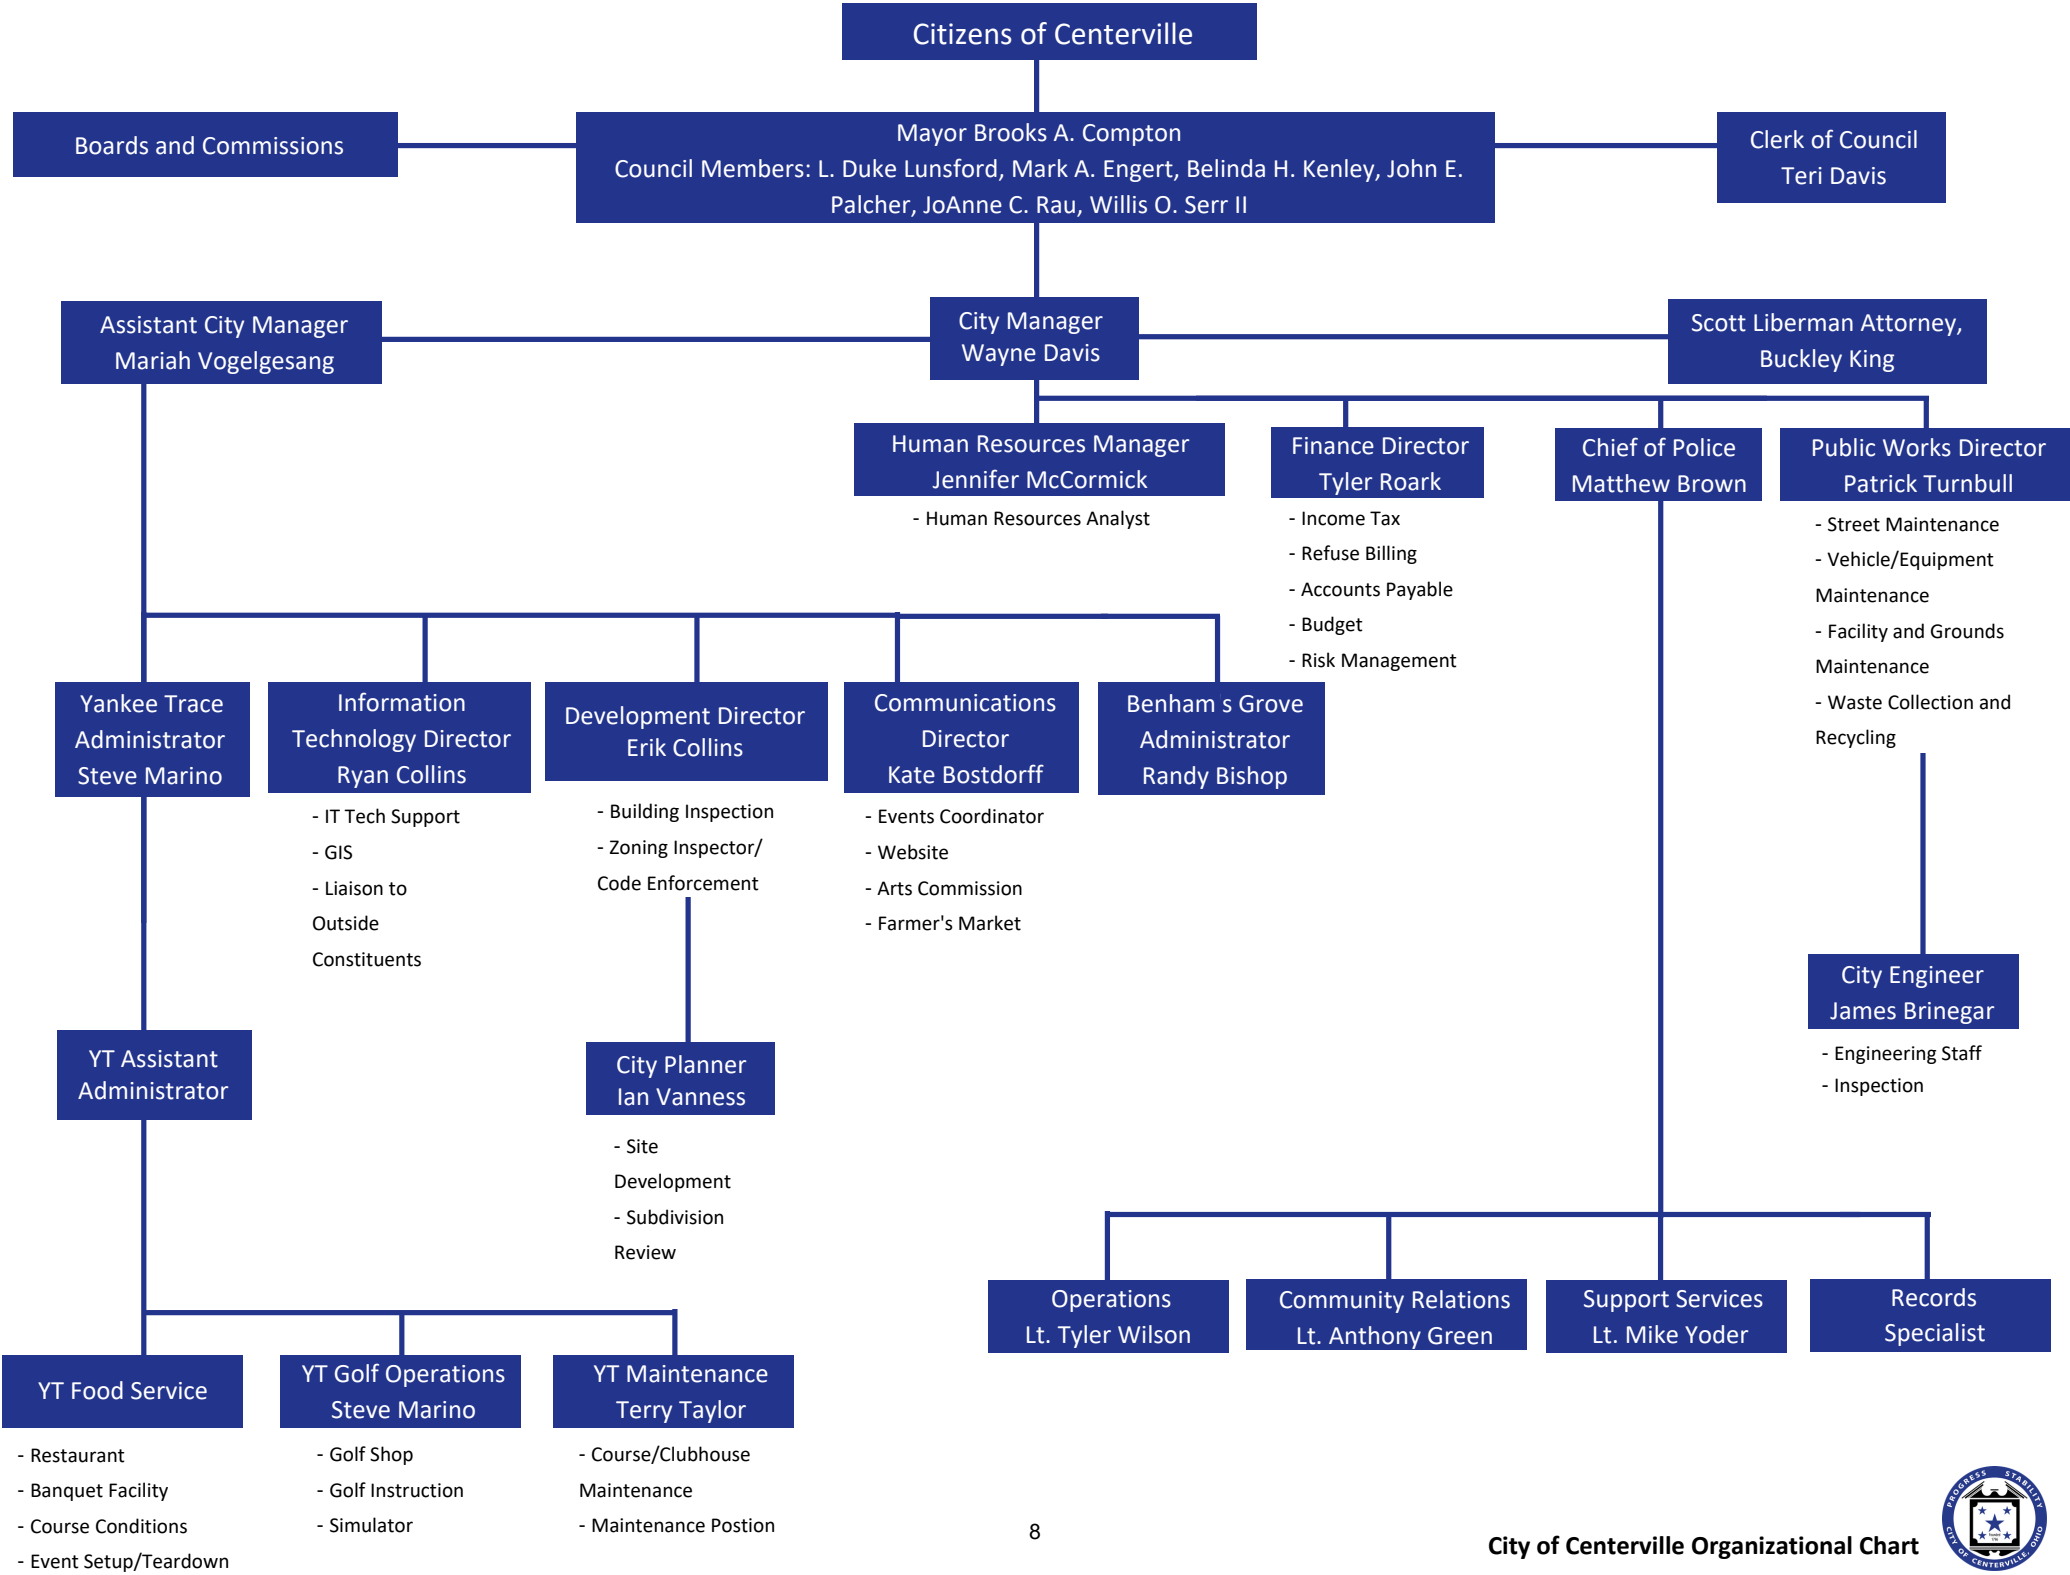 Citizens of Centerville
Boards and Commissions
Mayor Brooks A. Compton
Council Members: L. Duke Lunsford, Mark A. Engert, Belinda H. Kenley, John E.
Palcher, JoAnne C. Rau, Willis O. Serr II
Clerk of Council
Teri Davis
Assistant City Manager
Mariah Vogelgesang
City Manager
Wayne Davis
Scott Liberman Attorney,
Buckley King
Human Resources Manager
Jennifer McCormick
- Human Resources Analyst
Finance Director
Tyler Roark
- Income Tax
- Refuse Billing
- Accounts Payable
- Budget
- Risk Management
Chief of Police
Matthew Brown
Public Works Director
Patrick Turnbull
- Street Maintenance
- Vehicle/Equipment
Maintenance
- Facility and Grounds
Maintenance
- Waste Collection and
Recycling
Yankee Trace
Administrator
Steve Marino
Information
Technology Director
Ryan Collins
- IT Tech Support
- GIS
- Liaison to
Outside
Constituents
Development Director
Erik Collins
- Building Inspection
- Zoning Inspector/
Code Enforcement
Communications
Director
Kate Bostdorff
- Events Coordinator
- Website
- Arts Commission
- Farmer's Market
Benham's Grove
Administrator
Randy Bishop
City Engineer
James Brinegar
- Engineering Staff
- Inspection
YT Assistant
Administrator
City Planner
Ian Vanness
- Site
Development
- Subdivision
Review
Operations
Lt. Tyler Wilson
Community Relations
Lt. Anthony Green
Support Services
Lt. Mike Yoder
Records
Specialist
YT Food Service
- Restaurant
- Banquet Facility
- Course Conditions
- Event Setup/Teardown
YT Golf Operations
Steve Marino
- Golf Shop
- Golf Instruction
- Simulator
YT Maintenance
Terry Taylor
- Course/Clubhouse
Maintenance
- Maintenance Postion
8
City of Centerville Organizational Chart
PROGRESS STABILITY
CITY OF CENTERVILLE, OHIO